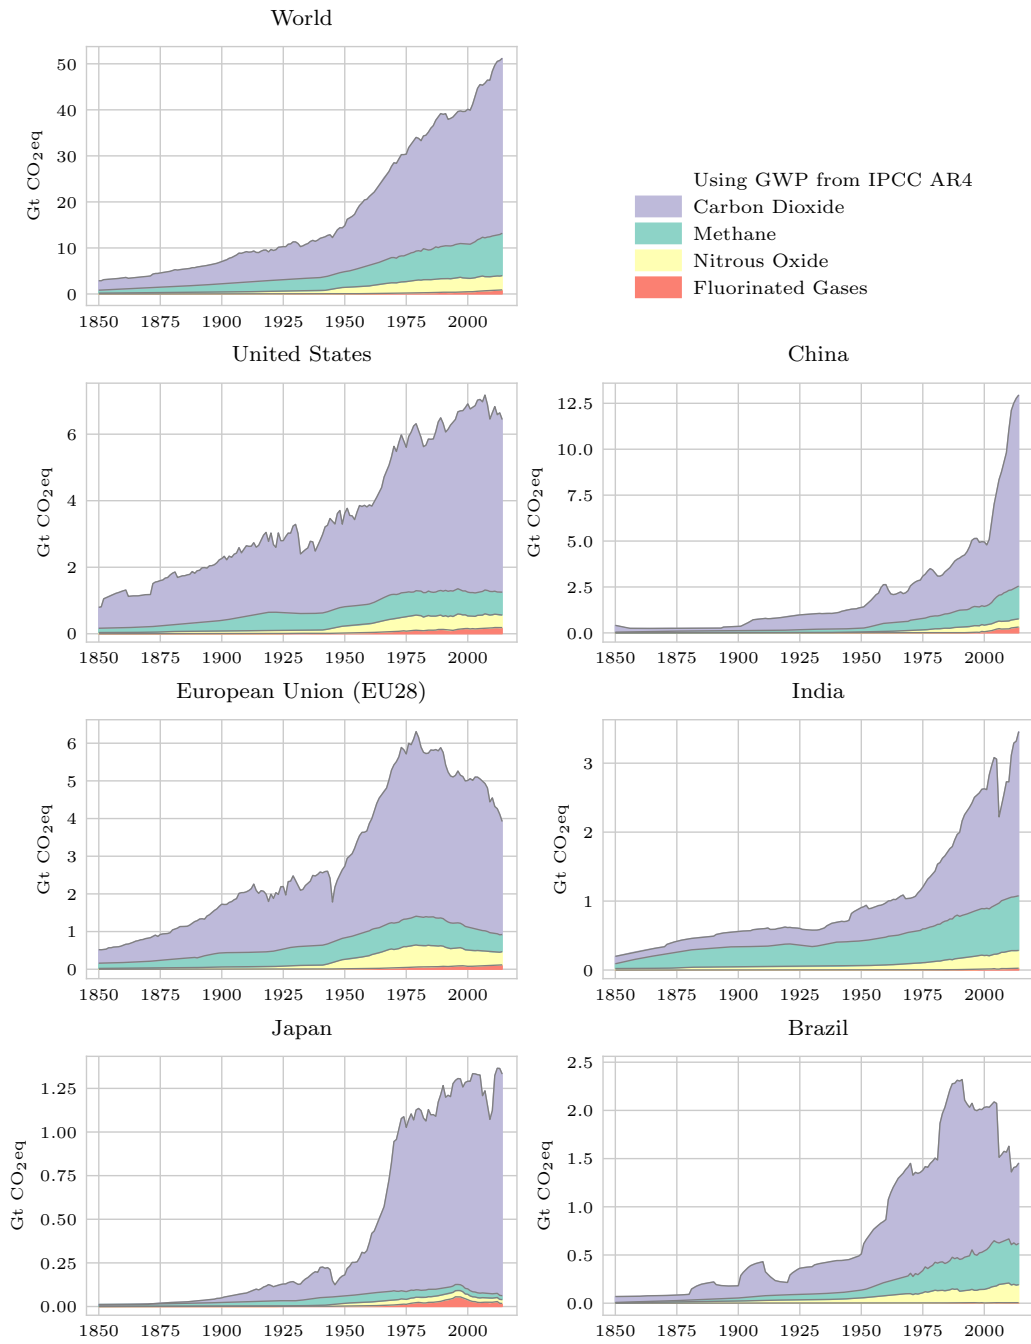 World
50
40
30
20
10
0
Gt CO2eq
1850 1875 1900 1925 1950 1975 2000
Using GWP from IPCC AR4
Carbon Dioxide
Methane
Nitrous Oxide
Fluorinated Gases
United States
6
4
2
0
Gt CO2eq
1850 1875 1900 1925 1950 1975 2000
China
12.5
10.0
7.5
5.0
2.5
0.0
Gt CO2eq
1850 1875 1900 1925 1950 1975 2000
European Union (EU28)
6
5
4
3
2
1
0
Gt CO2eq
1850 1875 1900 1925 1950 1975 2000
India
3
2
1
0
Gt CO2eq
1850 1875 1900 1925 1950 1975 2000
Japan
1.25
1.00
0.75
0.50
0.25
0.00
Gt CO2eq
1850 1875 1900 1925 1950 1975 2000
Brazil
2.5
2.0
1.5
1.0
0.5
0.0
Gt CO2eq
1850 1875 1900 1925 1950 1975 2000